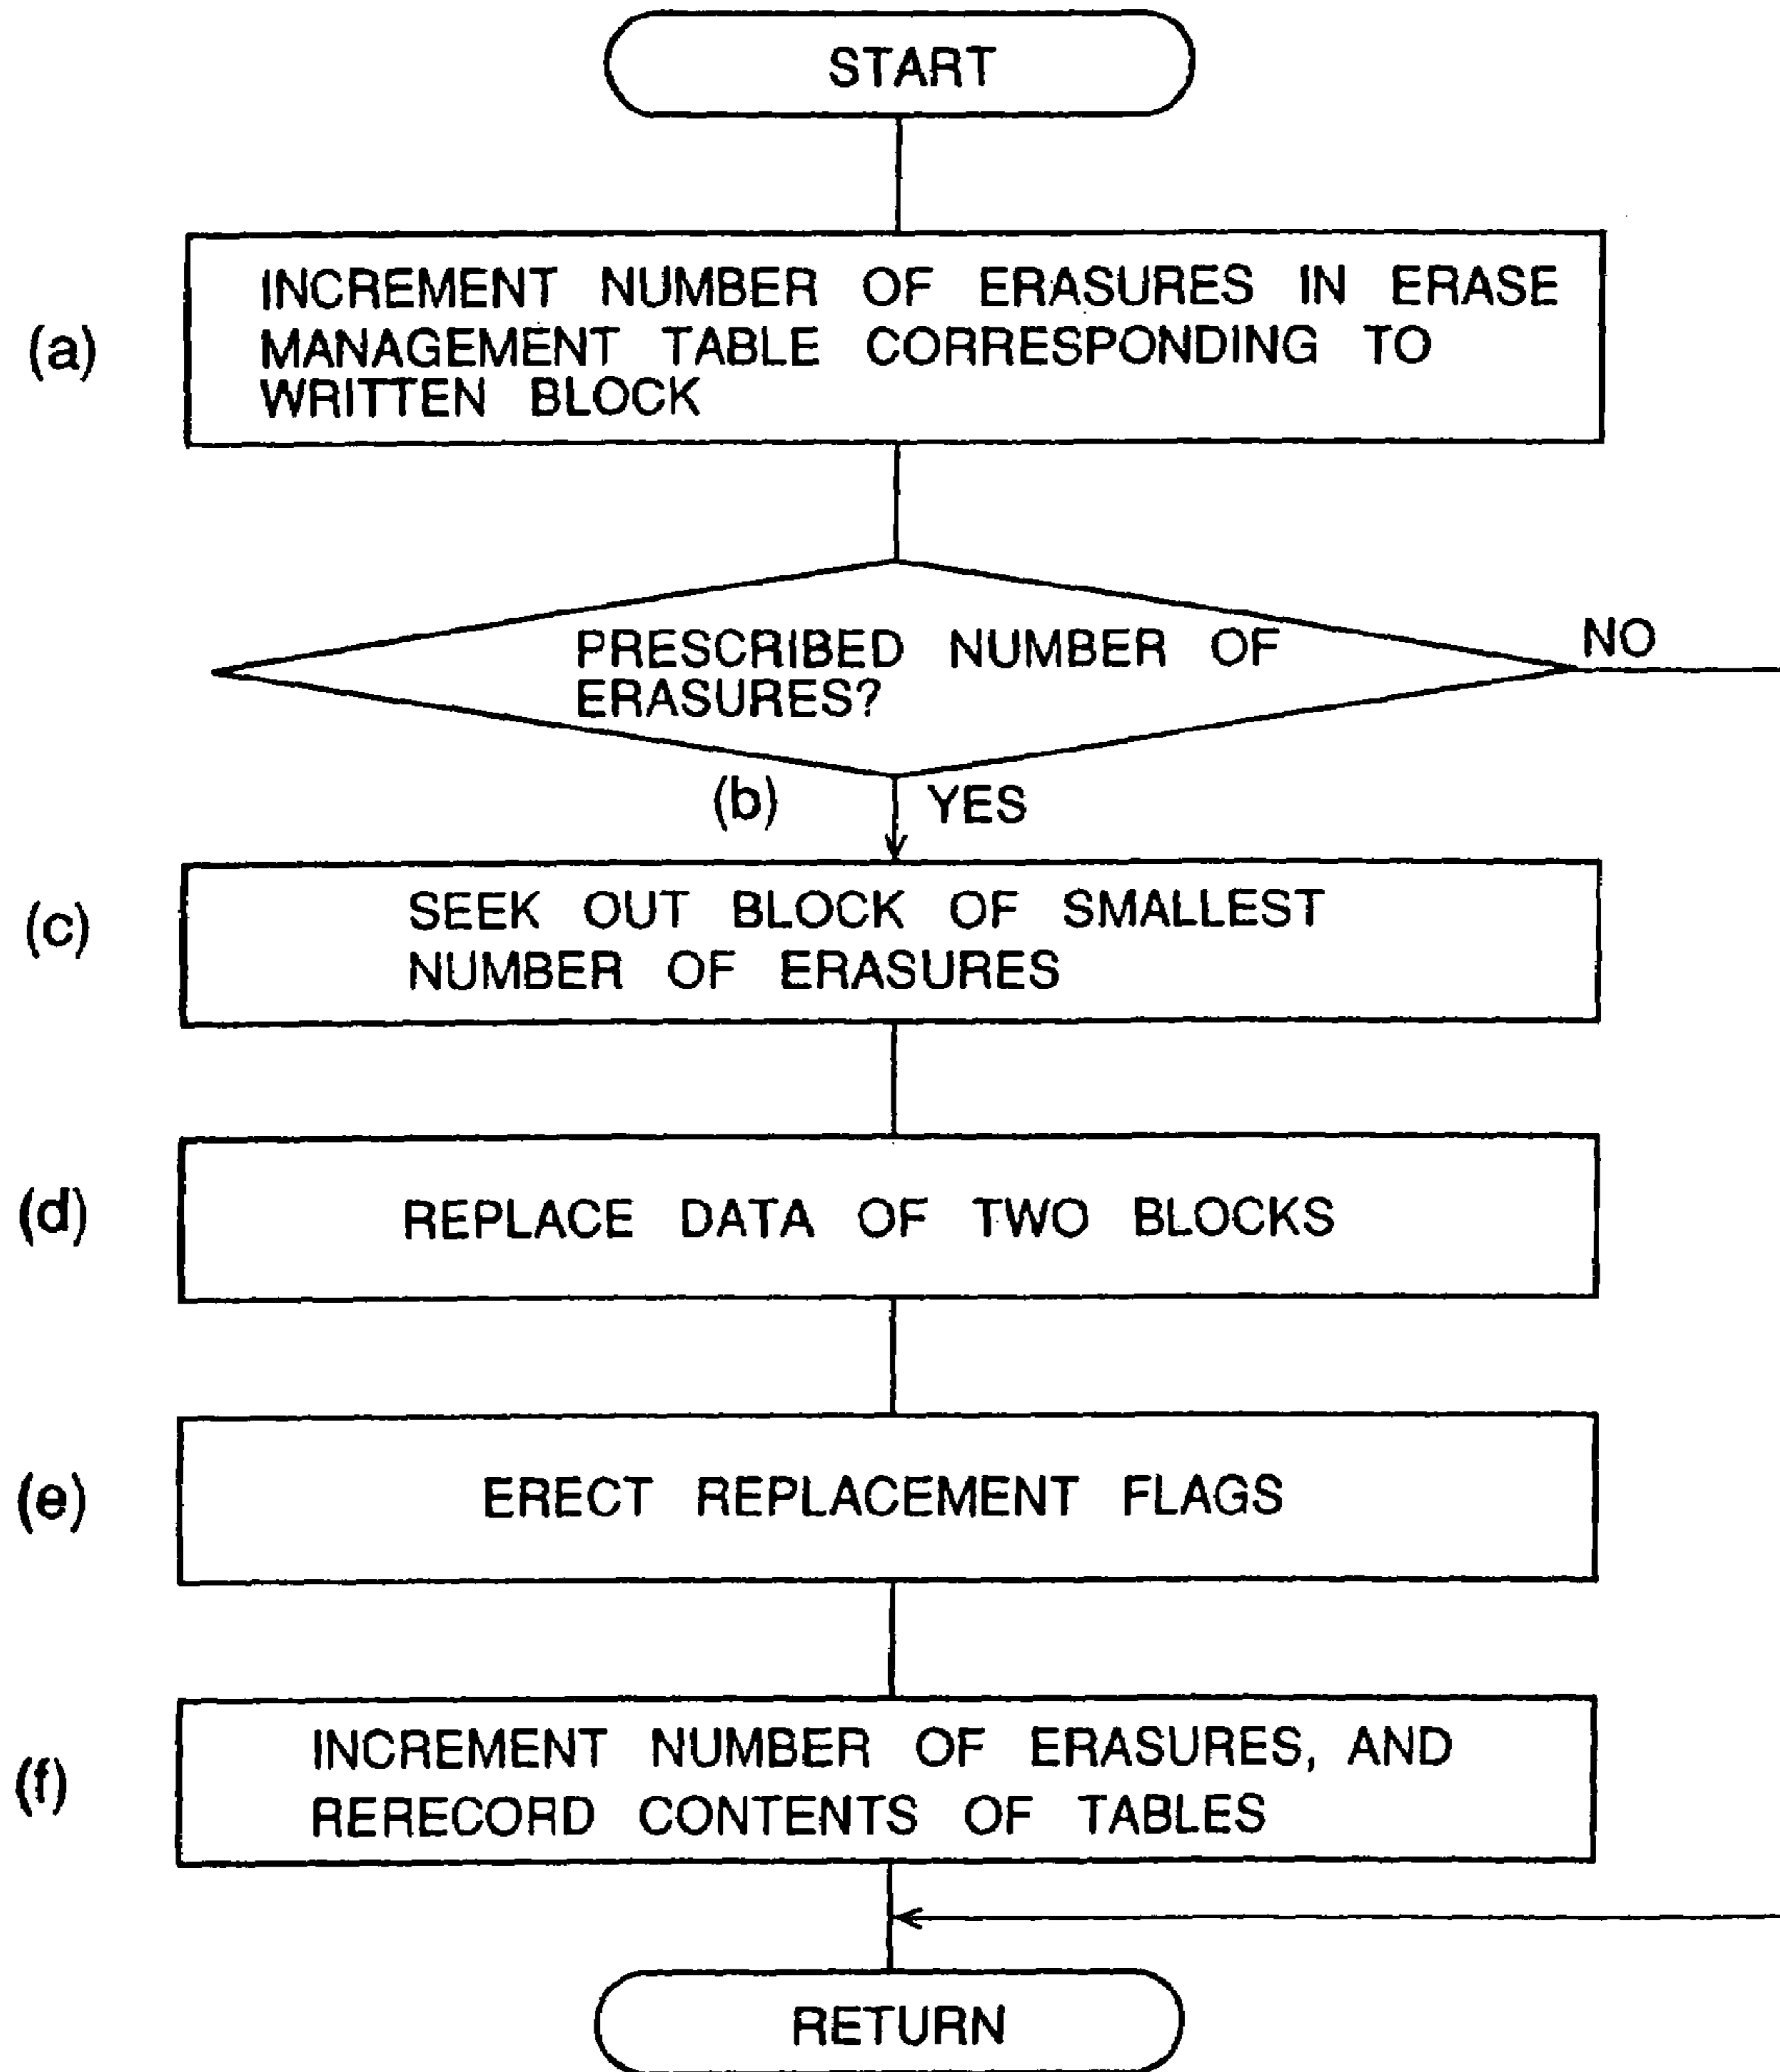 START
(a)
INCREMENT NUMBER OF ERASURES IN ERASE
MANAGEMENT TABLE CORRESPONDING TO
WRITTEN BLOCK
PRESCRIBED NUMBER OF
ERASURES?
NO
(b)
YES
(c)
SEEK OUT BLOCK OF SMALLEST
NUMBER OF ERASURES
(d)
REPLACE DATA OF TWO BLOCKS
(e)
ERECT REPLACEMENT FLAGS
(f)
INCREMENT NUMBER OF ERASURES, AND
RERECORD CONTENTS OF TABLES
RETURN